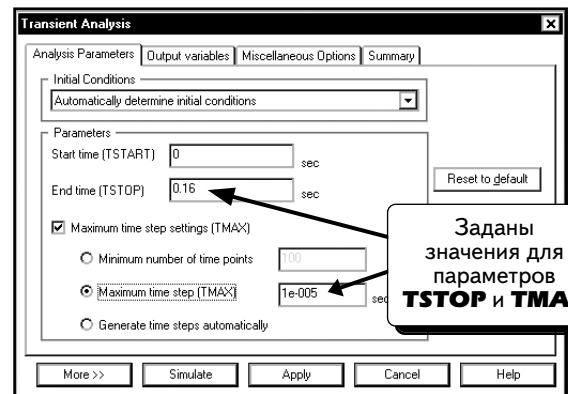 Transient Analysis
Analysis Parameters
Output variables
Miscellaneous Options
Summary
Initial Conditions
Automatically determine initial conditions
Parameters
Start time (TSTART)
0
sec
End time (TSTOP)
0.16
sec
Reset to default
Maximum time step settings (TMAX)
Minimum number of time points
100
Maximum time step (TMAX)
1e-005
sec
Generate time steps automatically
Заданы
значения для
параметров
TSTOP и TMA
More >>
Simulate
Apply
Cancel
Help